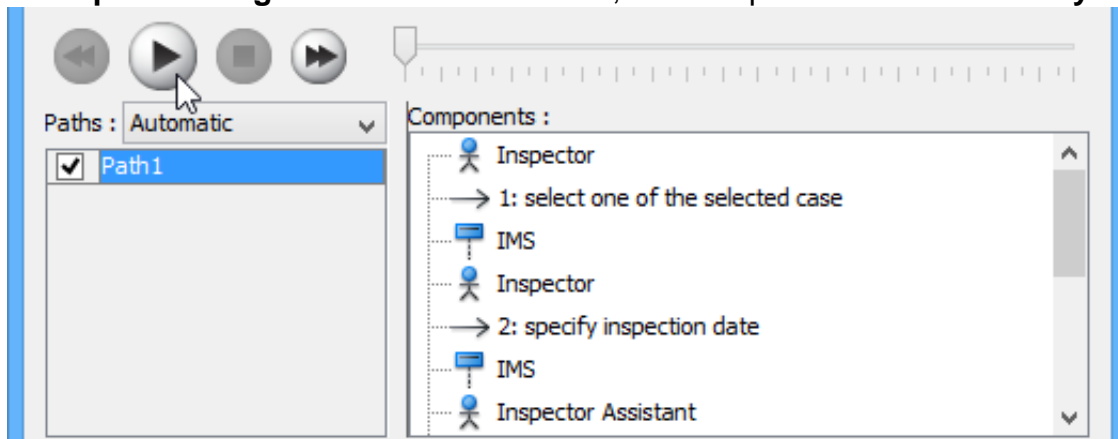 Paths : Automatic
Path1
Components :
Inspector
1: select one of the selected case
IMS
Inspector
2: specify inspection date
IMS
Inspector Assistant